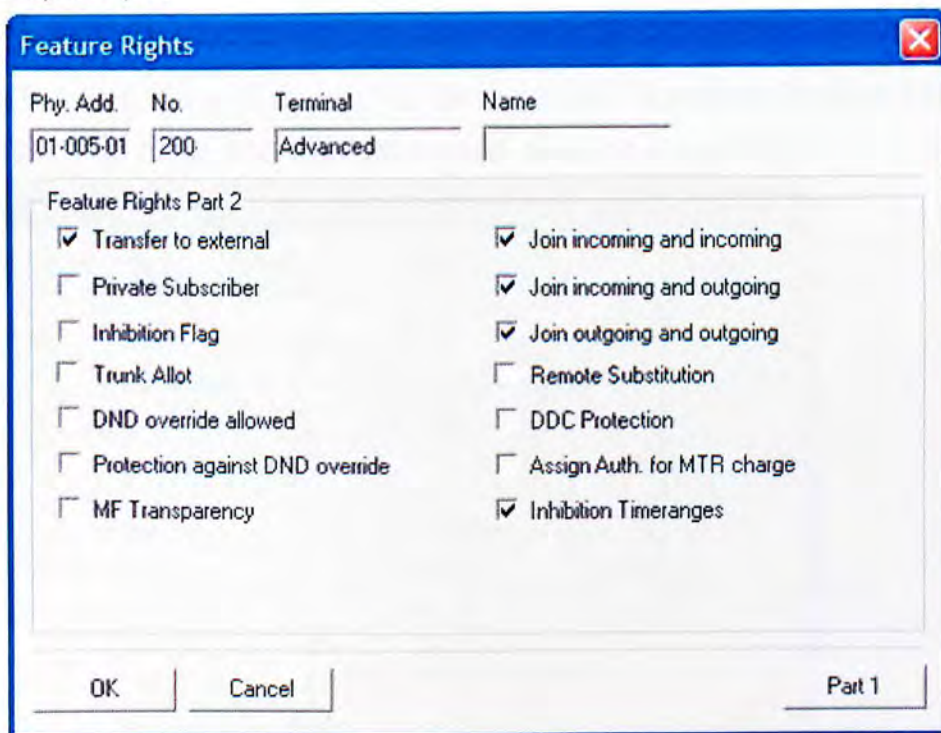 Feature Rights
Phy. Add. No. Terminal Name
01-005-01 200 Advanced
Feature Rights Part 2
Transfer to external
Private Subscriber
Inhibition Flag
Trunk Allot
DND override allowed
Protection against DND override
MF Transparency
Join incoming and incoming
Join incoming and outgoing
Join outgoing and outgoing
Remote Substitution
DDC Protection
Assign Auth. for MTR charge
Inhibition Timeranges
OK Cancel Part 1